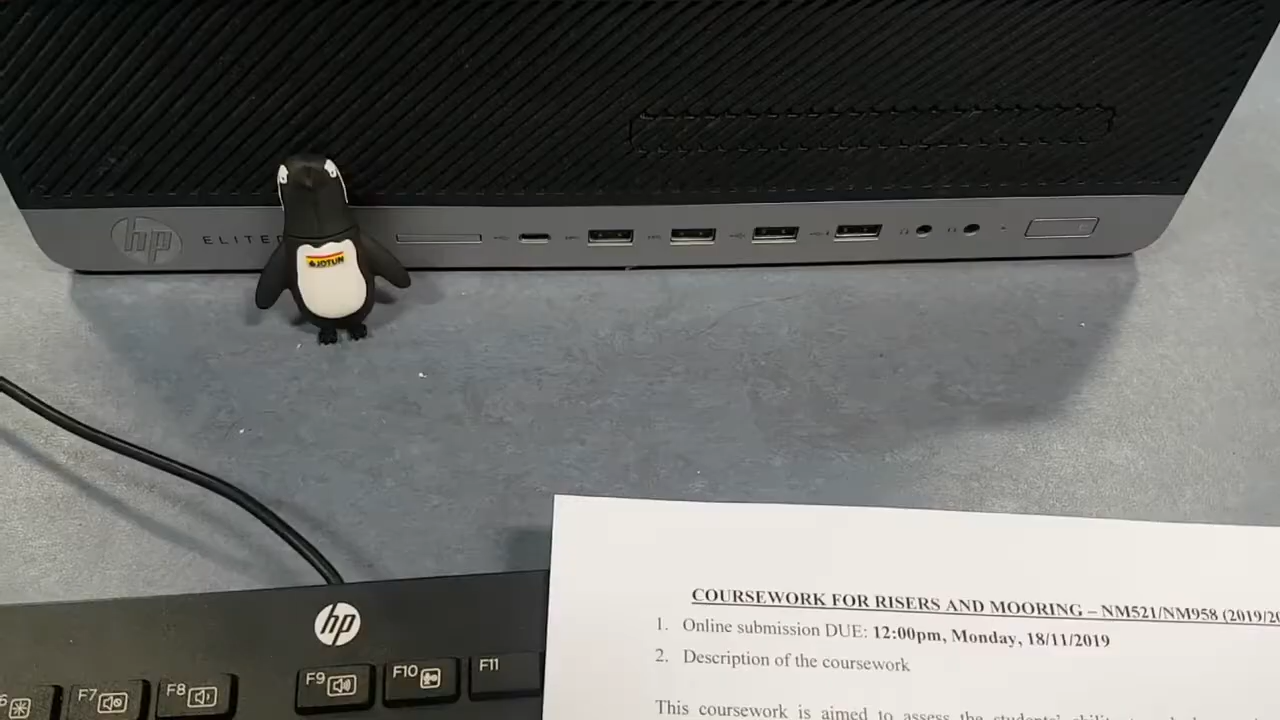 hp
ELITED
JOTUN
COURSEWORK FOR RISERS AND MOORING – NM521/NM958 (2019/20
1. Online submission DUE: 12:00pm, Monday, 18/11/2019
2. Description of the coursework
This coursework is aimed to assess the students'
hp
F7
F8
F9
F10
F11